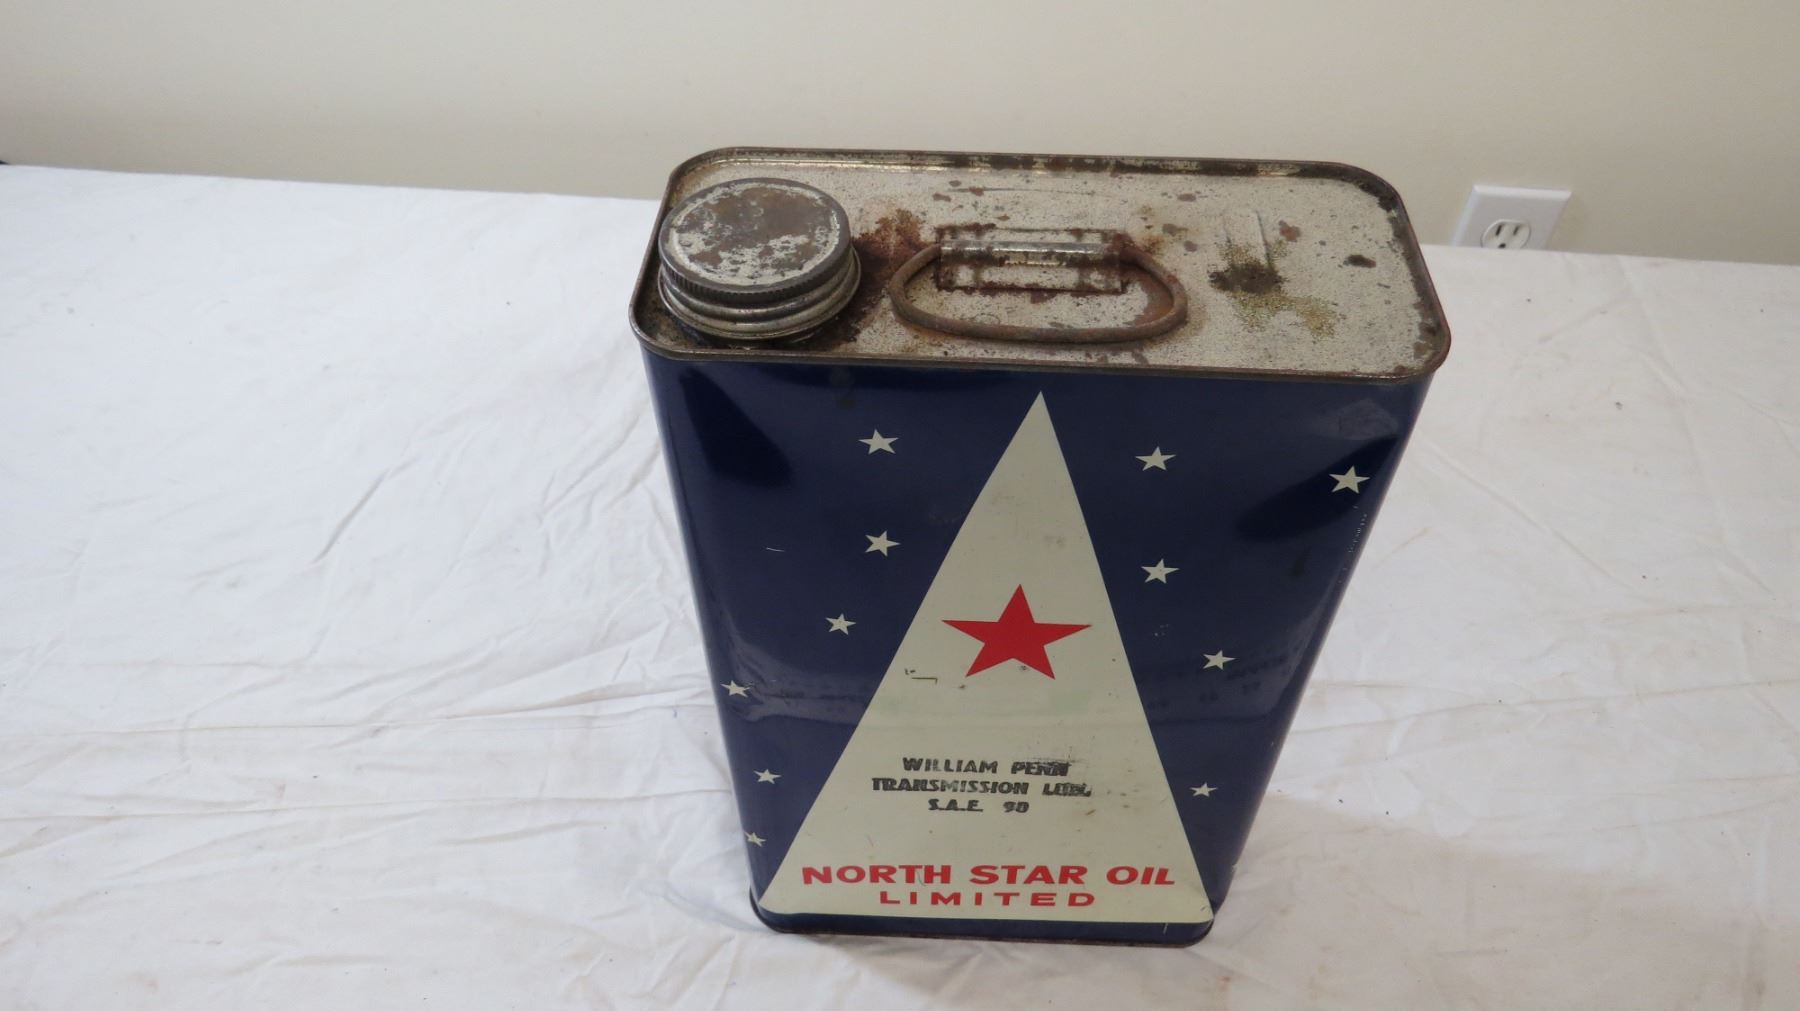 WILLIAM PENN
TRANSMISSION LUB.
S.A.E. 90
NORTH STAR OIL
LIMITED